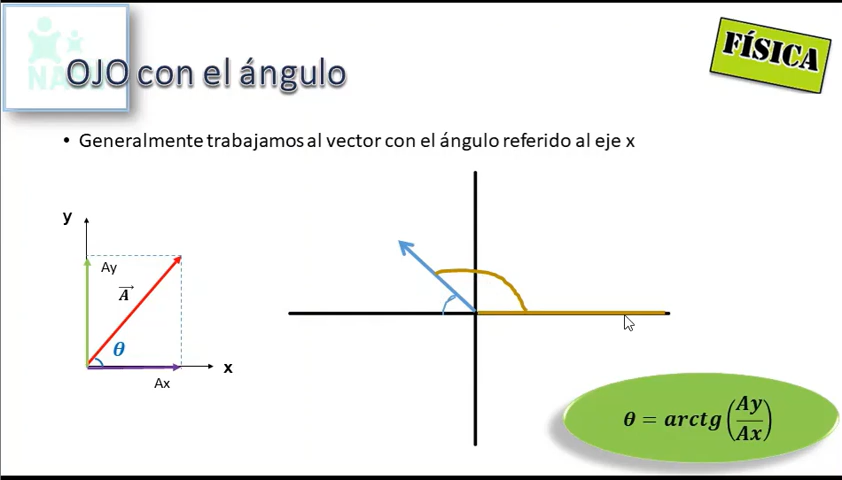 OJO con el ángulo
FÍSICA
• Generalmente trabajamos al vector con el ángulo referido al eje x
y
Ay
A
θ
x
Ax
θ = arctg (Ay/Ax)